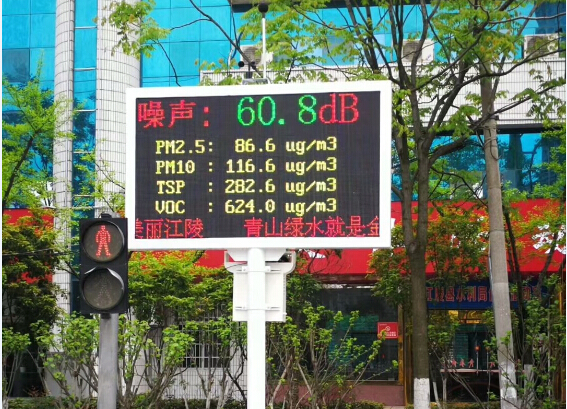 噪声: 60.8dB
PM2.5: 86.6 ug/m3
PM10 : 116.6 ug/m3
TSP : 282.6 ug/m3
VOC : 624.0 ug/m3
美丽江陵 青山绿水就是金